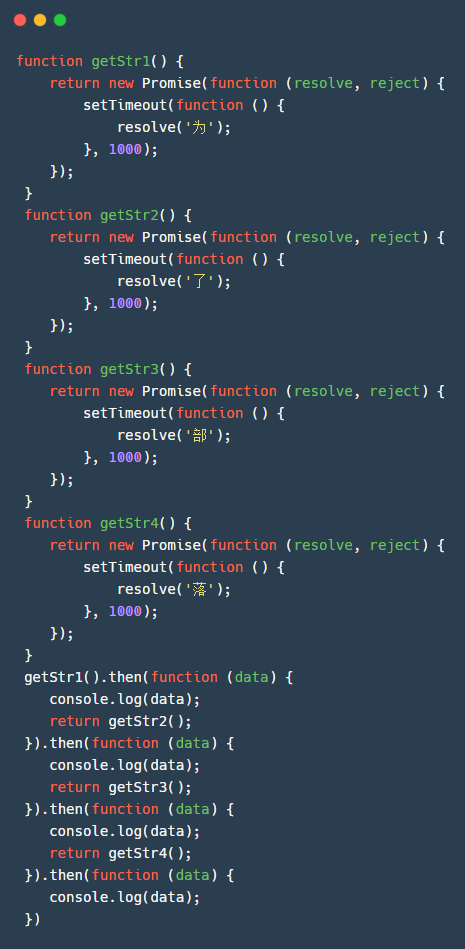 function getStr1() {
    return new Promise(function (resolve, reject) {
        setTimeout(function () {
            resolve('为');
        }, 1000);
    });
 }
 function getStr2() {
    return new Promise(function (resolve, reject) {
        setTimeout(function () {
            resolve('了');
        }, 1000);
    });
 }
 function getStr3() {
    return new Promise(function (resolve, reject) {
        setTimeout(function () {
            resolve('部');
        }, 1000);
    });
 }
 function getStr4() {
    return new Promise(function (resolve, reject) {
        setTimeout(function () {
            resolve('落');
        }, 1000);
    });
 }
 getStr1().then(function (data) {
    console.log(data);
    return getStr2();
 }).then(function (data) {
    console.log(data);
    return getStr3();
 }).then(function (data) {
    console.log(data);
    return getStr4();
 }).then(function (data) {
    console.log(data);
 })